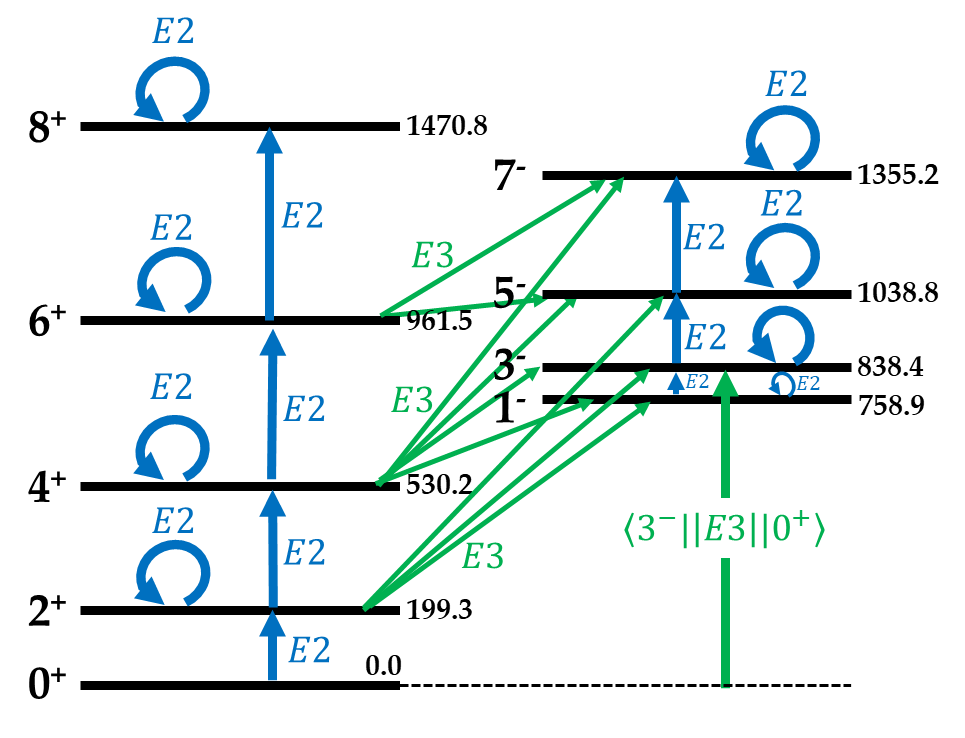 E2
8⁺
1470.8
E2
7⁻
1355.2
E2
6⁺
961.5
E2
E3
E2
5⁻
1038.8
E2
E2
3⁻
838.4
E2
E2
1⁻
758.9
E2
E2
E3
4⁺
530.2
E2
E2
E3
⟨3⁻||E3||0⁺⟩
2⁺
199.3
E2
0⁺
0.0